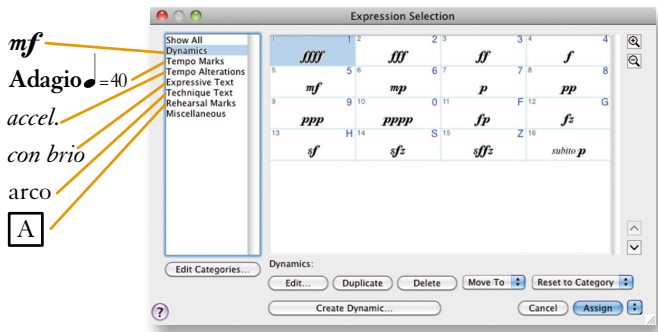 Expression Selection
mf
Adagio ♩ = 40
accel.
con brio
arco
A
Show All
Dynamics
Tempo Marks
Tempo Alterations
Expressive Text
Technique Text
Rehearsal Marks
Miscellaneous
1 1 2 2 3 3 4 4
ffff fff ff f
5 5 6 6 7 7 8 8
mf mp p pp
9 9 10 0 11 F 12 G
ppp pppp fp fz
13 H 14 S 15 Z 16
sf sfz sffz subito p
Edit Categories...
Dynamics:
Edit... Duplicate Delete Move To Reset to Category
? Create Dynamic... Cancel Assign